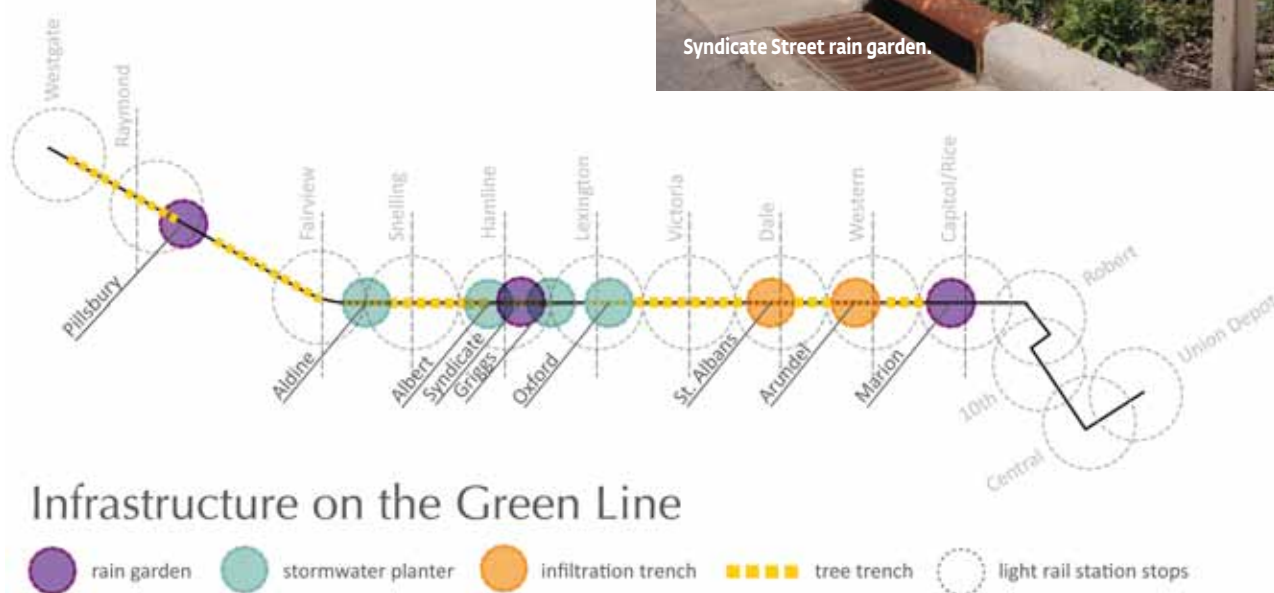 Syndicate Street rain garden.
Westgate
Raymond
Fairview
Snelling
Hamline
Lexington
Victoria
Dale
Western
Capitol/Rice
Robert
Union Depot
10th
Central
Pillsbury
Aldine
Albert
Syndicate
Griggs
Oxford
St. Albans
Arundel
Marion
Infrastructure on the Green Line
rain garden
stormwater planter
infiltration trench
tree trench
light rail station stops